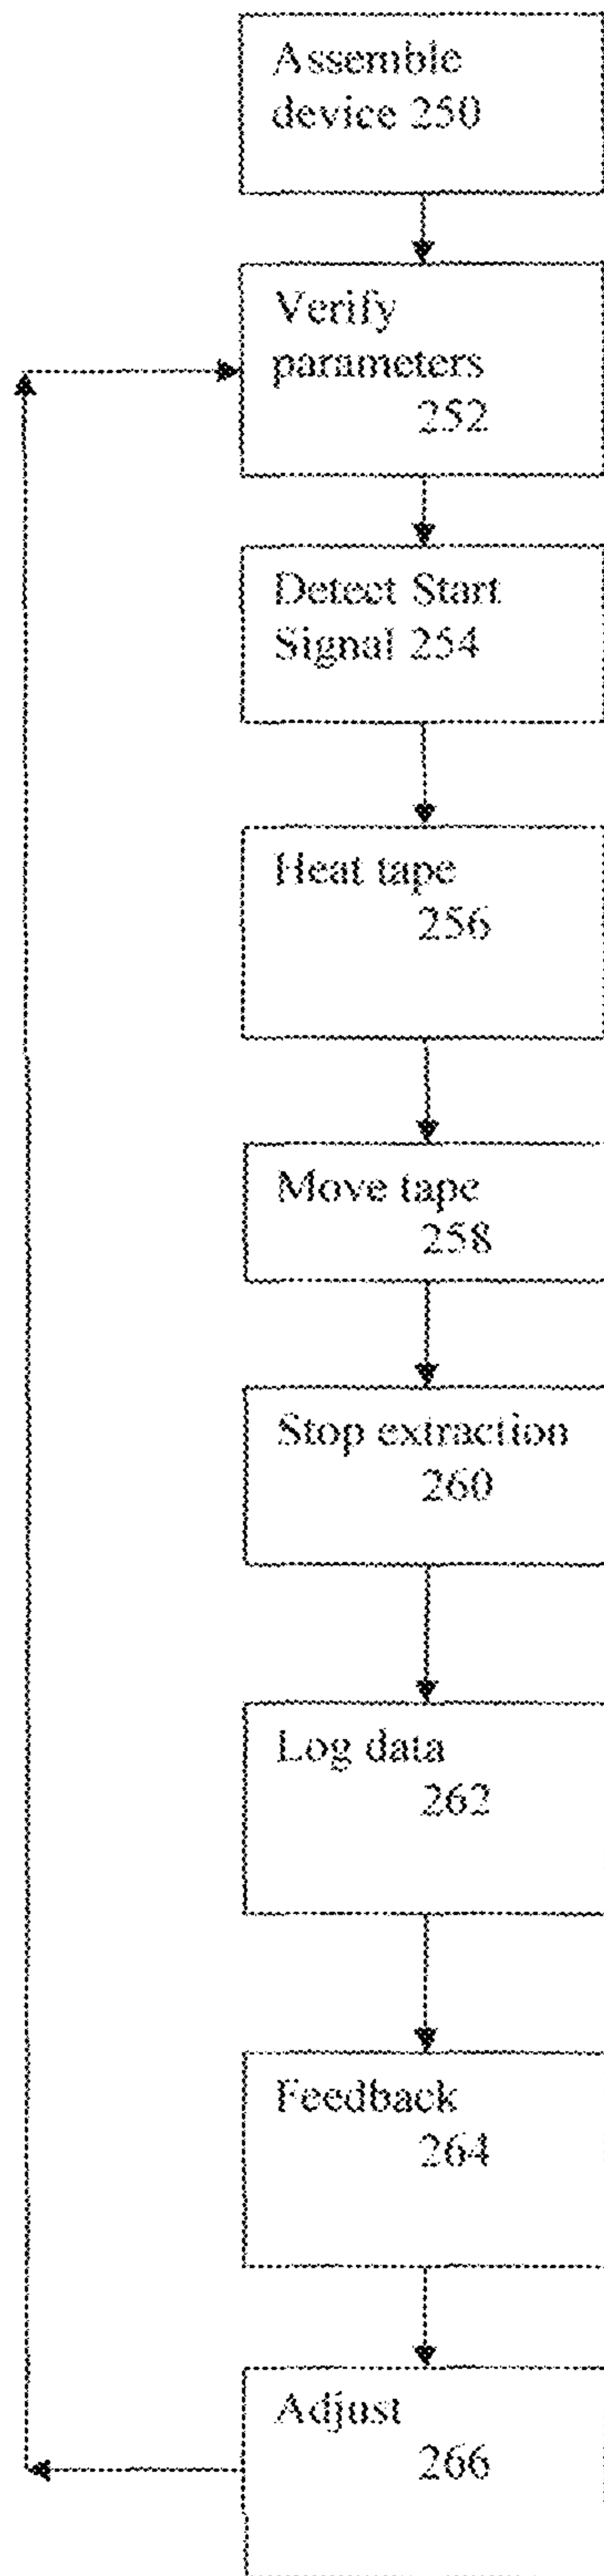 Assemble
device 250
Verify
parameters
252
Detect Start
Signal 254
Heat tape
256
Move tape
258
Stop extraction
260
Log data
262
Feedback
264
Adjust
266